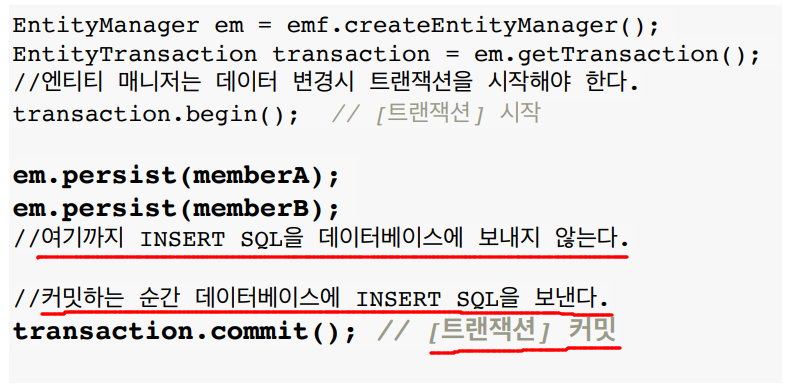 EntityManager em = emf.createEntityManager();
EntityTransaction transaction = em.getTransaction();
//엔티티 매니저는 데이터 변경시 트랜잭션을 시작해야 한다.
transaction.begin(); // [트랜잭션] 시작
em.persist(memberA);
em.persist(memberB);
//여기까지 INSERT SQL을 데이터베이스에 보내지 않는다.
//커밋하는 순간 데이터베이스에 INSERT SQL을 보낸다.
transaction.commit(); // [트랜잭션] 커밋